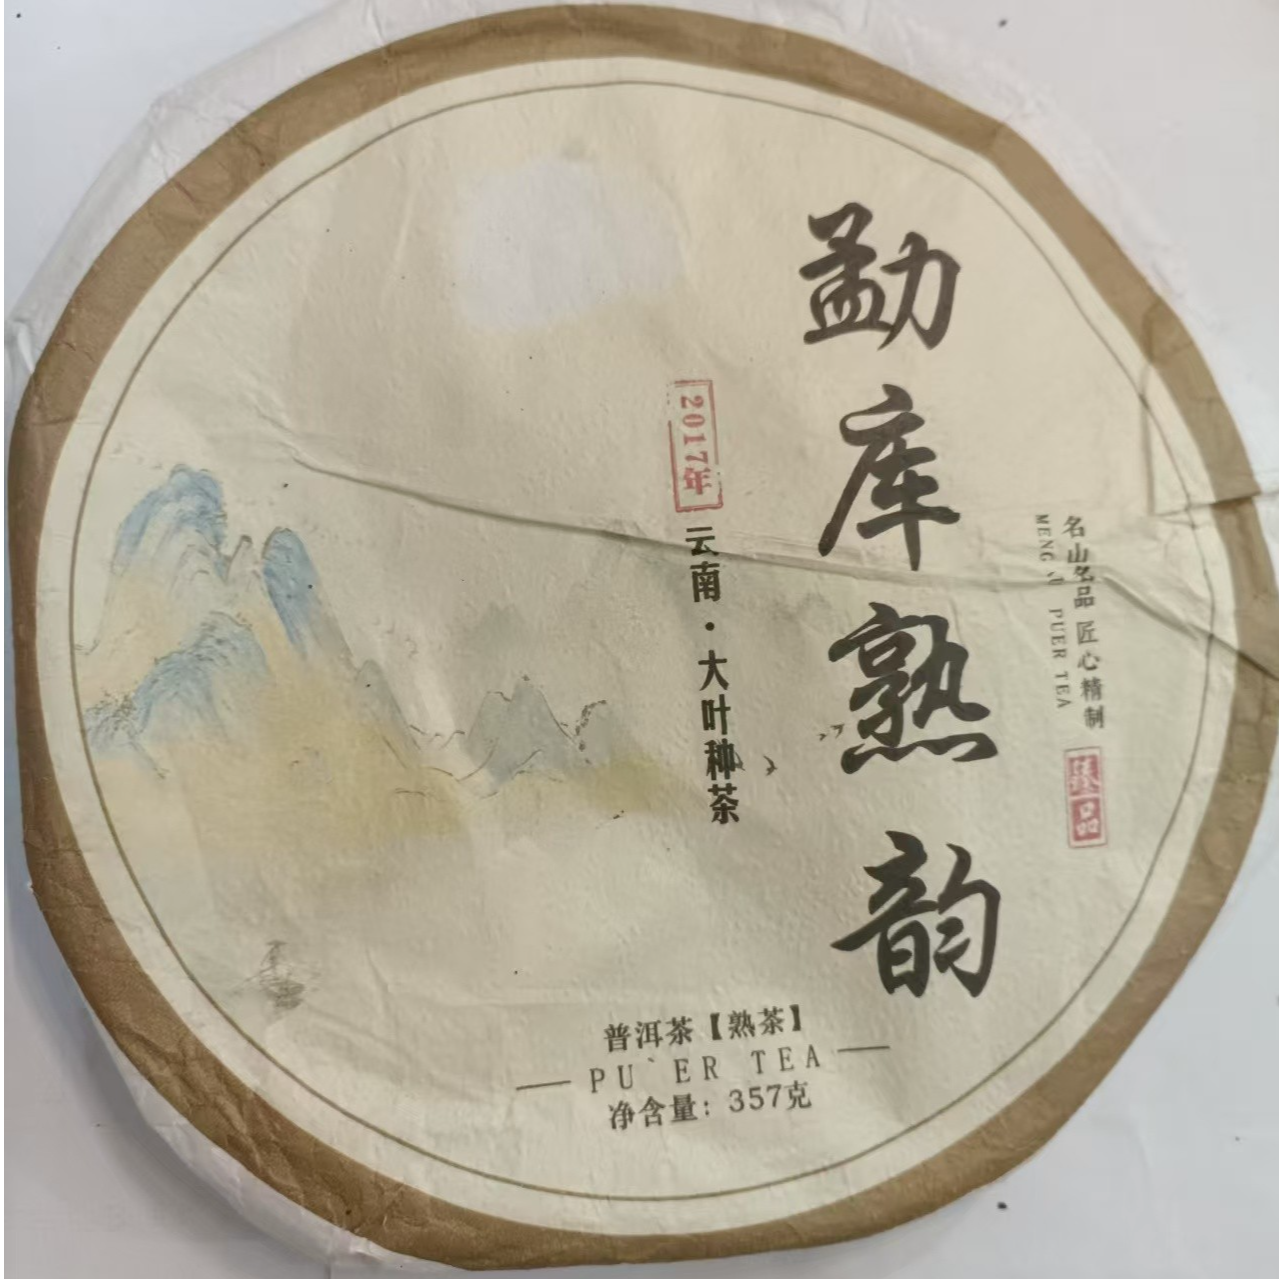 勐库熟韵
名山名品 匠心精制
PUER TEA
臻品
2017年
云南·大叶种茶
普洱茶【熟茶】
PU`ER TEA
净含量：357克